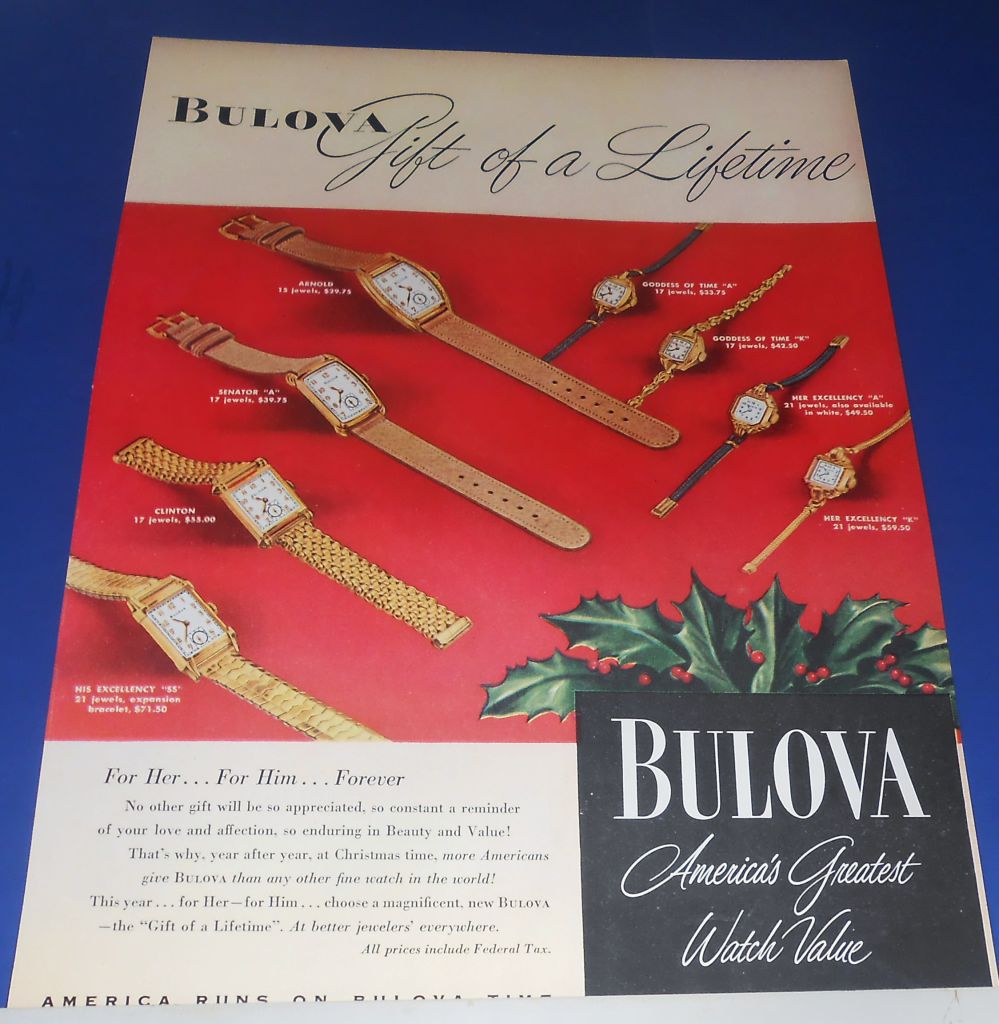 BULOVA Gift of a Lifetime
ARNOLD
15 jewels, $29.75
GODDESS OF TIME "A"
17 jewels, $33.75
GODDESS OF TIME "K"
17 jewels, $42.50
SENATOR "A"
17 jewels, $39.75
HER EXCELLENCY "A"
21 jewels, also available
in white, $49.50
CLINTON
17 jewels, $55.00
HER EXCELLENCY "K"
21 jewels, $59.50
HIS EXCELLENCY "SS"
21 jewels, expansion
bracelet, $71.50
For Her... For Him... Forever
No other gift will be so appreciated, so constant a reminder
of your love and affection, so enduring in Beauty and Value!
That's why, year after year, at Christmas time, more Americans
give BULOVA than any other fine watch in the world!
This year... for Her—for Him... choose a magnificent, new BULOVA
—the "Gift of a Lifetime". At better jewelers' everywhere.
All prices include Federal Tax.
AMERICA RUNS ON BULOVA TIME
BULOVA
America's Greatest
Watch Value